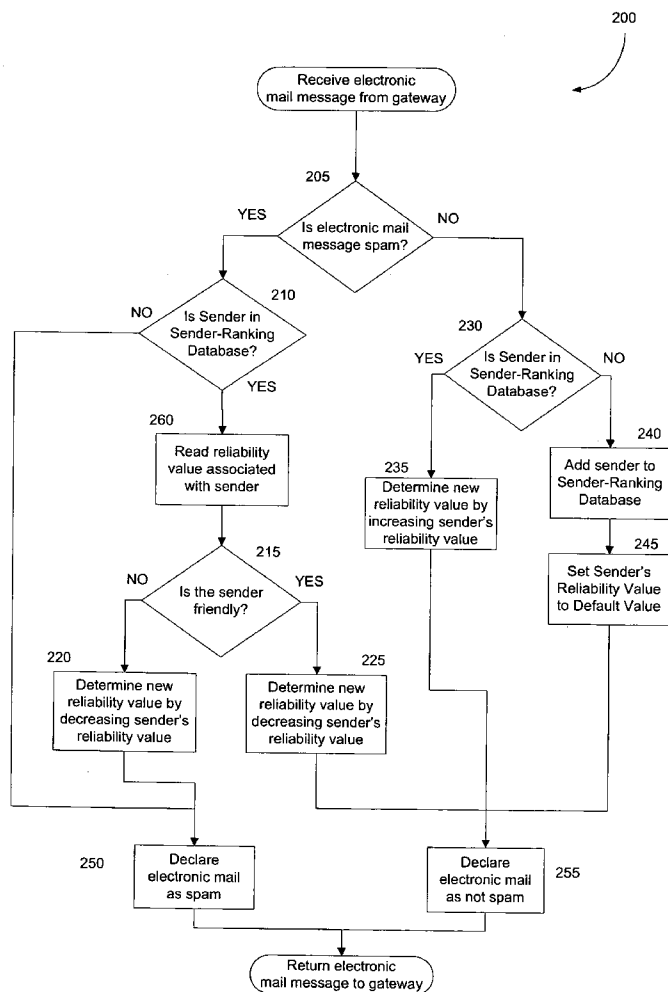 200
Receive electronic
mail message from gateway
205
YES
NO
Is electronic mail
message spam?
210
NO
Is Sender in
Sender-Ranking
Database?
YES
230
YES
Is Sender in
Sender-Ranking
Database?
NO
260
Read reliability
value associated
with sender
235
Determine new
reliability value by
increasing sender's
reliability value
240
Add sender to
Sender-Ranking
Database
245
Set Sender's
Reliability Value
to Default Value
215
NO
Is the sender
friendly?
YES
220
Determine new
reliability value by
decreasing sender's
reliability value
225
Determine new
reliability value by
decreasing sender's
reliability value
250
Declare
electronic mail
as spam
Declare
electronic mail
as not spam
255
Return electronic
mail message to gateway